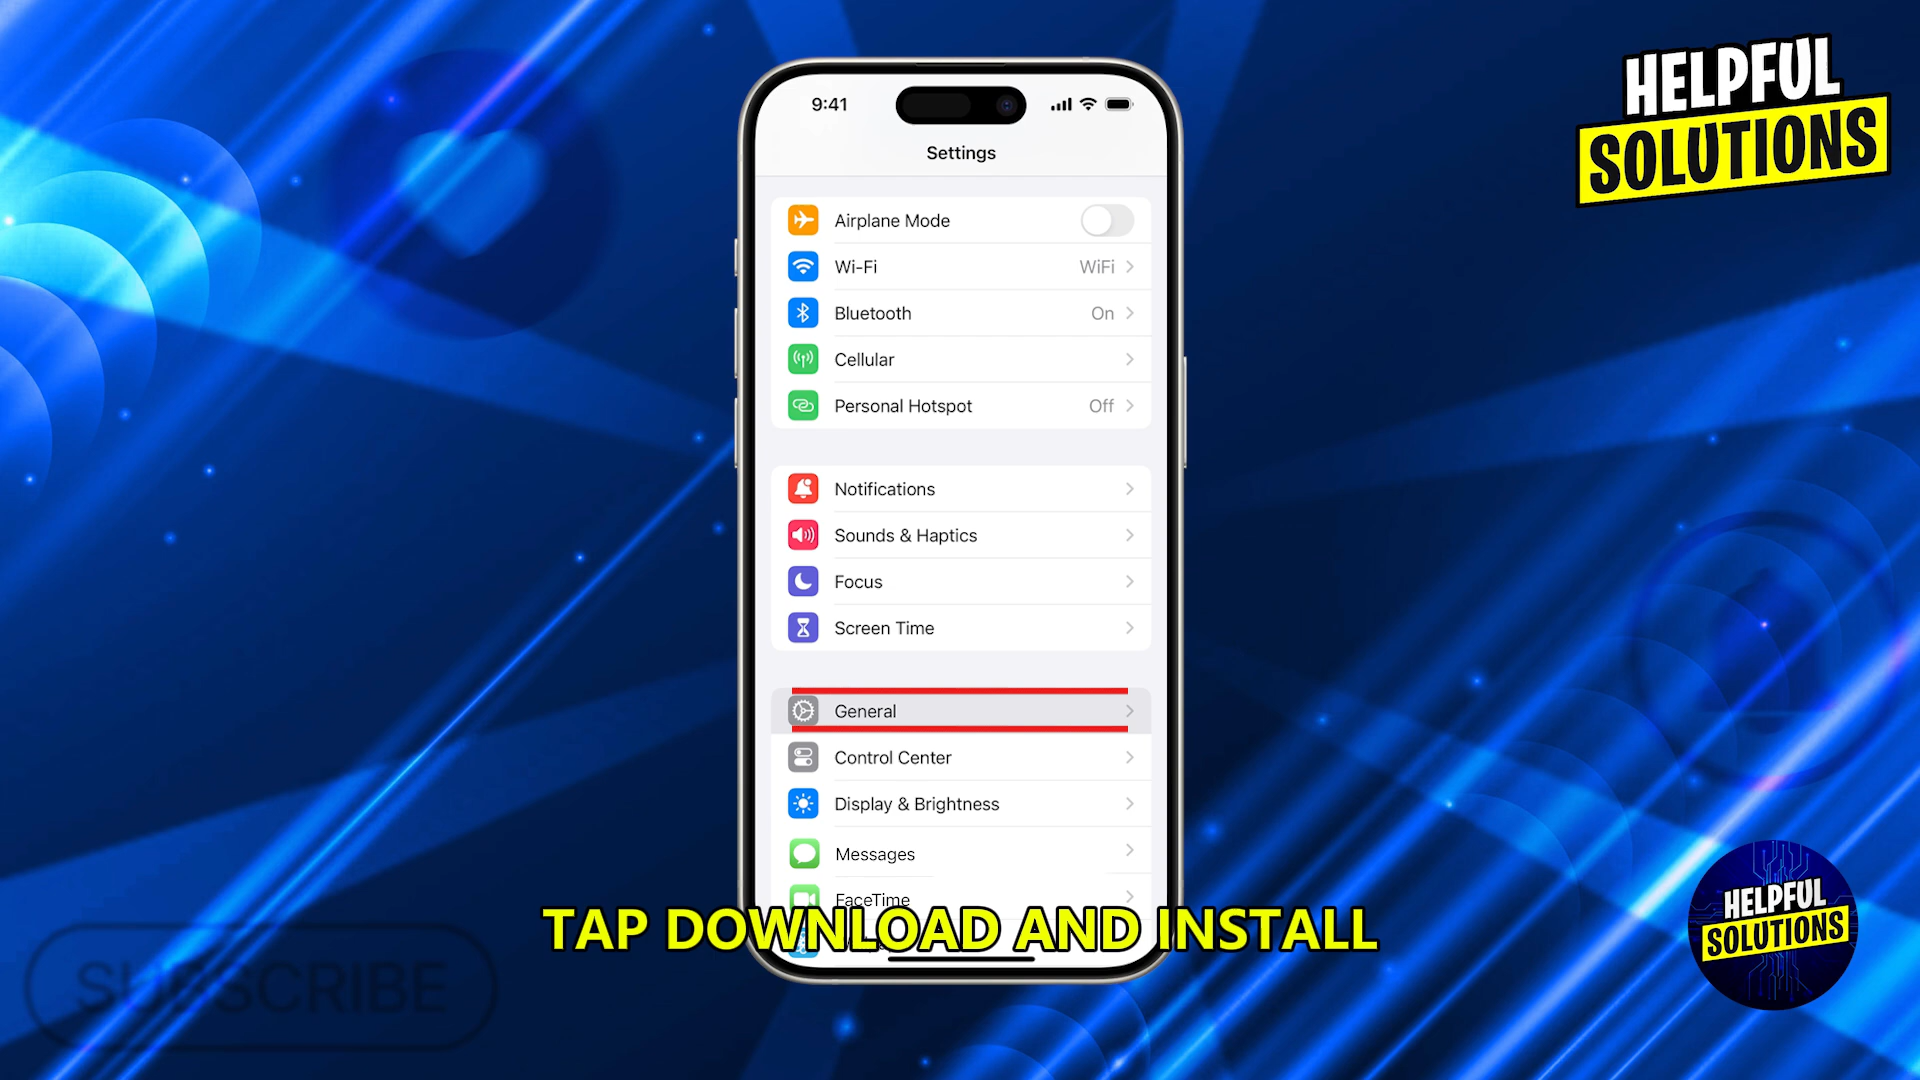 HELPFUL
SOLUTIONS
9:41
Settings
Airplane Mode
Wi-Fi WiFi
Bluetooth On
Cellular
Personal Hotspot Off
Notifications
Sounds & Haptics
Focus
Screen Time
General
Control Center
Display & Brightness
Messages
FaceTime
TAP DOWNLOAD AND INSTALL
SUBSCRIBE
HELPFUL
SOLUTIONS